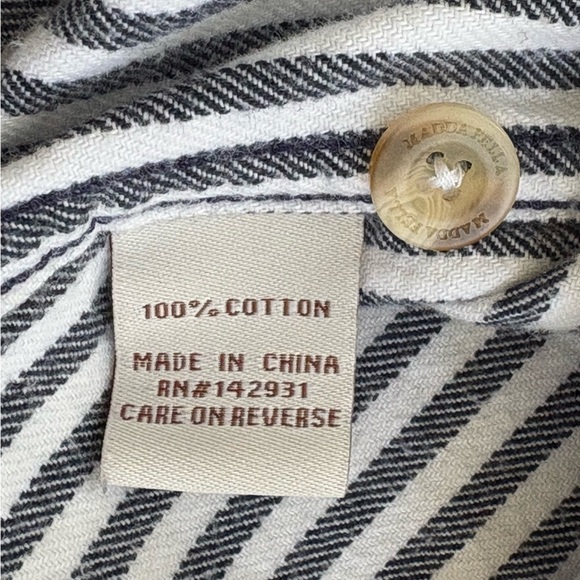 MADDA FELLA
MADDA FELLA
100% COTTON
MADE IN CHINA
RN#142931
CARE ON REVERSE